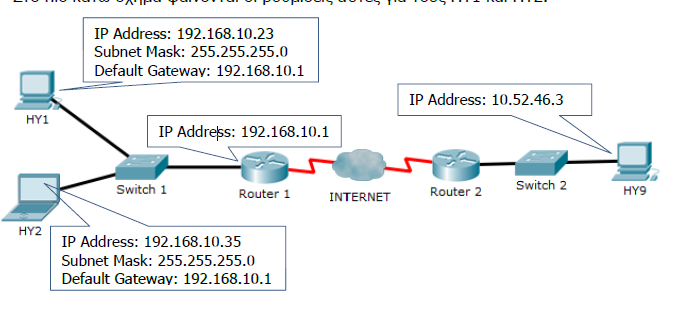 IP Address: 192.168.10.23
Subnet Mask: 255.255.255.0
Default Gateway: 192.168.10.1
IP Address: 10.52.46.3
HY1
IP Address: 192.168.10.1
Switch 1
Router 1
INTERNET
Router 2
Switch 2
HY9
HY2
IP Address: 192.168.10.35
Subnet Mask: 255.255.255.0
Default Gateway: 192.168.10.1